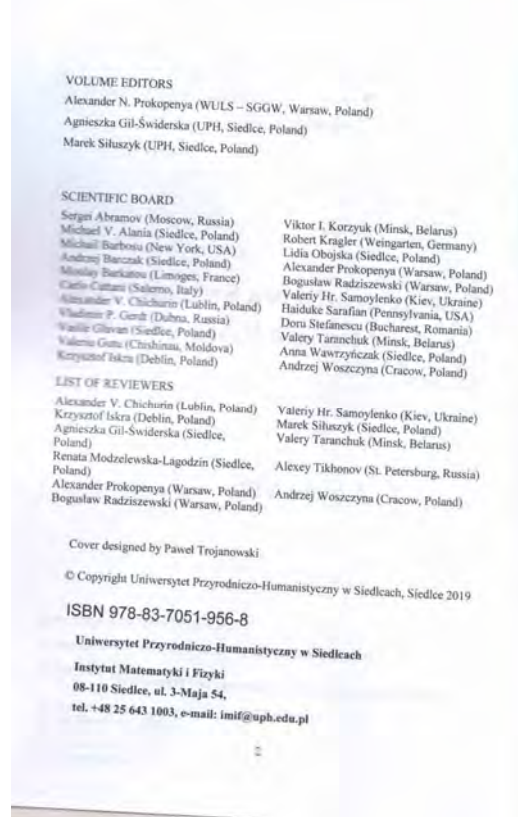 VOLUME EDITORS
Alexander N. Prokopenya (WULS – SGGW, Warsaw, Poland)
Agnieszka Gil-Świderska (UPH, Siedlce, Poland)
Marek Siłuszyk (UPH, Siedlce, Poland)
SCIENTIFIC BOARD
Sergei Abramov (Moscow, Russia)
Michael V. Alania (Siedlce, Poland)
Michail Barbosu (New York, USA)
Andrzej Barczak (Siedlce, Poland)
Moulay Barkatou (Limoges, France)
Carlo Cattani (Salerno, Italy)
Alexander V. Chichurin (Lublin, Poland)
Vladimir P. Gerdt (Dubna, Russia)
Vasile Glavan (Siedlce, Poland)
Valeriu Gutu (Chishinau, Moldova)
Krzysztof Iskra (Deblin, Poland)
Viktor I. Korzyuk (Minsk, Belarus)
Robert Kragler (Weingarten, Germany)
Lidia Obojska (Siedlce, Poland)
Alexander Prokopenya (Warsaw, Poland)
Bogusław Radziszewski (Warsaw, Poland)
Valeriy Hr. Samoylenko (Kiev, Ukraine)
Haiduke Sarafian (Pennsylvania, USA)
Doru Stefanescu (Bucharest, Romania)
Valery Taranchuk (Minsk, Belarus)
Anna Wawrzyńczak (Siedlce, Poland)
Andrzej Woszczyna (Cracow, Poland)
LIST OF REVIEWERS
Alexander V. Chichurin (Lublin, Poland)
Krzysztof Iskra (Deblin, Poland)
Agnieszka Gil-Świderska (Siedlce,
Poland)
Renata Modzelewska-Lagodzin (Siedlce,
Poland)
Alexander Prokopenya (Warsaw, Poland)
Bogusław Radziszewski (Warsaw, Poland)
Valeriy Hr. Samoylenko (Kiev, Ukraine)
Marek Siłuszyk (Siedlce, Poland)
Valery Taranchuk (Minsk, Belarus)
Alexey Tikhonov (St. Petersburg, Russia)
Andrzej Woszczyna (Cracow, Poland)
Cover designed by Paweł Trojanowski
© Copyright Uniwersytet Przyrodniczo-Humanistyczny w Siedlcach, Siedlce 2019
ISBN 978-83-7051-956-8
Uniwersytet Przyrodniczo-Humanistyczny w Siedlcach
Instytut Matematyki i Fizyki
08-110 Siedlce, ul. 3-Maja 54,
tel. +48 25 643 1003, e-mail: imif@uph.edu.pl
2